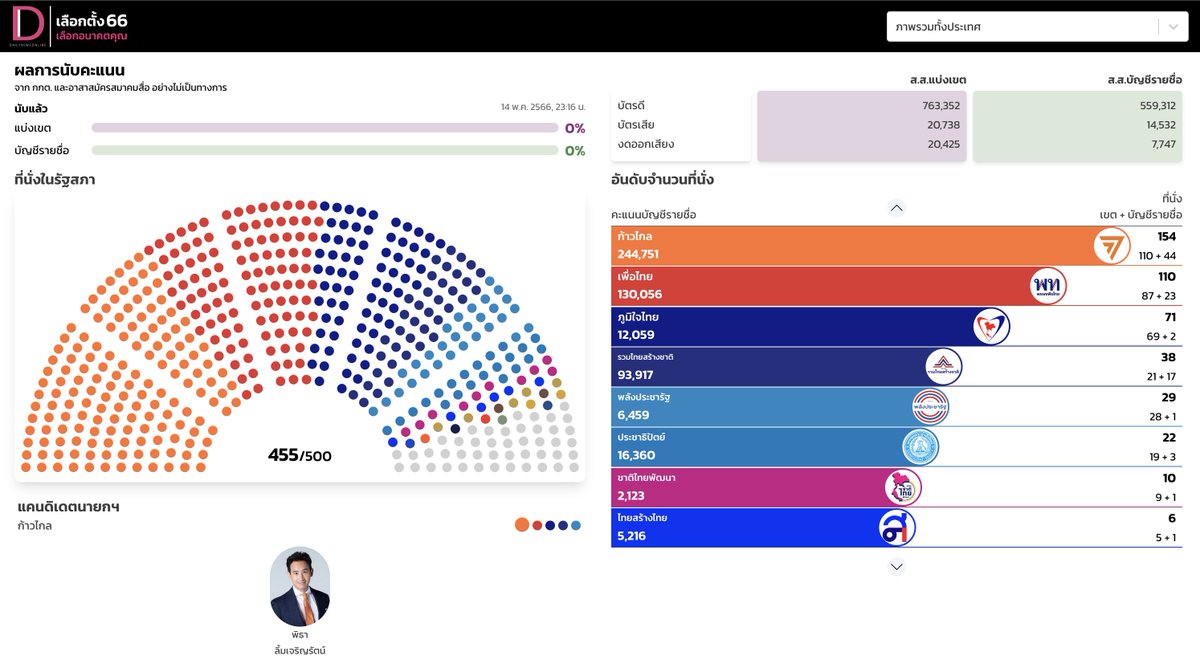 D
DAILYNEWSONLINE
เลือกตั้ง 66
เลือกอนาคตคุณ
ภาพรวมทั้งประเทศ
ผลการนับคะแนน
จาก กกต. และอาสาสมัครสมาคมสื่อ อย่างไม่เป็นทางการ
นับแล้ว
14 พ.ค. 2566, 23:16 น.
แบ่งเขต 0%
บัญชีรายชื่อ 0%
ที่นั่งในรัฐสภา
455/500
แคนดิเดตนายกฯ
ก้าวไกล
พิธา
ลิ้มเจริญรัตน์
ส.ส.แบ่งเขต ส.ส.บัญชีรายชื่อ
บัตรดี 763,352 559,312
บัตรเสีย 20,738 14,532
งดออกเสียง 20,425 7,747
อันดับจำนวนที่นั่ง
ที่นั่ง
คะแนนบัญชีรายชื่อ เขต + บัญชีรายชื่อ
ก้าวไกล 154
244,751 110 + 44
เพื่อไทย พท 110
130,056 87 + 23
ภูมิใจไทย 71
12,059 69 + 2
รวมไทยสร้างชาติ 38
93,917 รวมไทยสร้างชาติ 21 + 17
พลังประชารัฐ พลังประชารัฐ 29
6,459 28 + 1
ประชาธิปัตย์ 22
16,360 19 + 3
ชาติไทยพัฒนา 10
2,123 9 + 1
ไทยสร้างไทย 6
5,216 5 + 1